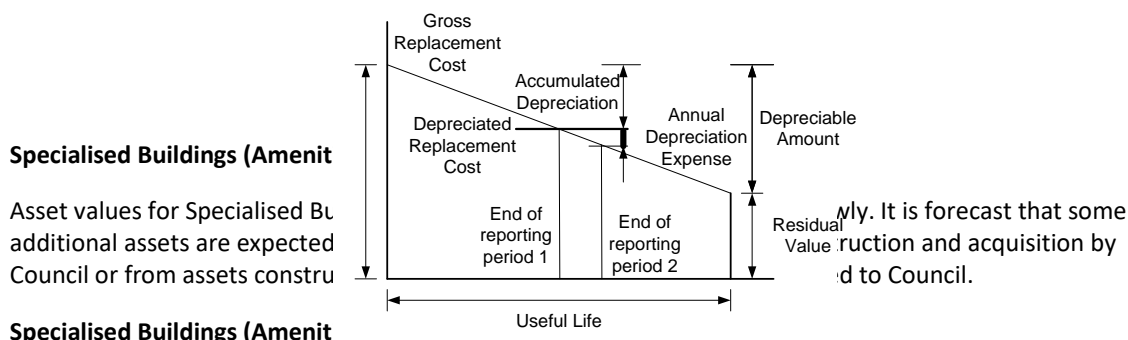 Gross
Replacement
Cost
Accumulated
Depreciation
Annual
Depreciation
Expense
Depreciable
Amount
Depreciated
Replacement
Cost
Specialised Buildings (Amenit
Asset values for Specialised Bu wly. It is forecast that some
additional assets are expected ruction and acquisition by
Council or from assets constru d to Council.
End of
reporting
period 1
End of
reporting
period 2
Residual
Value
Useful Life
Specialised Buildings (Amenit